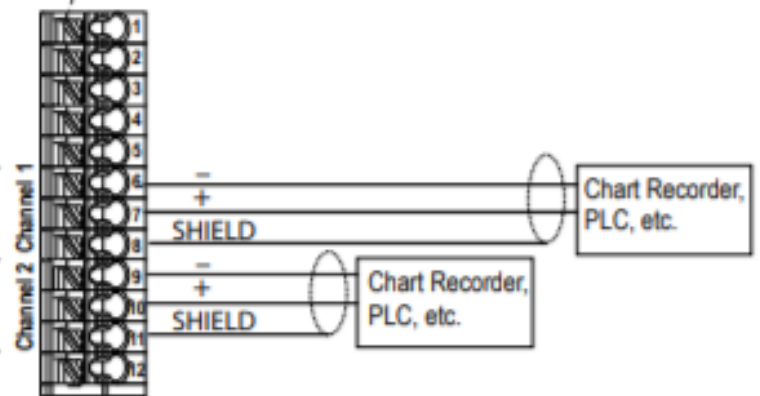 1
2
3
4
5
6
7
8
9
10
11
12
Channel 1
Channel 2
−
+
SHIELD
−
+
SHIELD
Chart Recorder,
PLC, etc.
Chart Recorder,
PLC, etc.